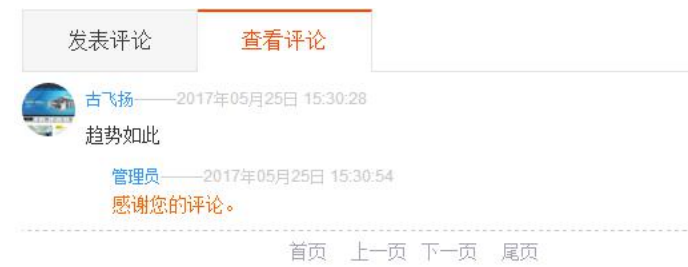 发表评论 查看评论
古飞扬——2017年05月25日 15:30:28
趋势如此
管理员——2017年05月25日 15:30:54
感谢您的评论。
首页 上一页 下一页 尾页